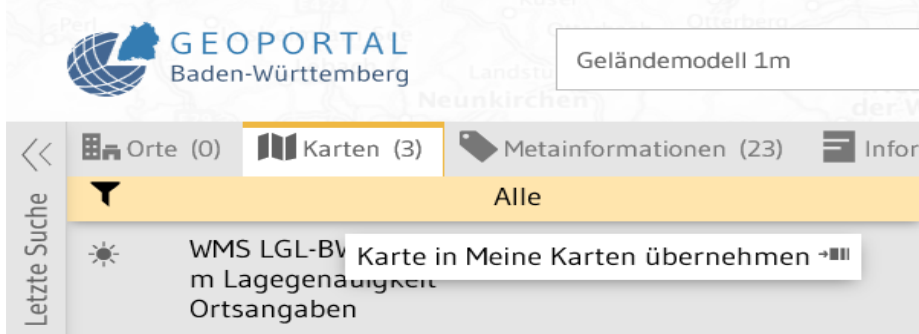 GEOPORTAL
Baden-Württemberg
Geländemodell 1m
Neunkirchen
Orte (0)
Karten (3)
Metainformationen (23)
Infor
Alle
Letzte Suche
WMS LGL-BW
Karte in Meine Karten übernehmen
m Lagegenauigkeit
Ortsangaben